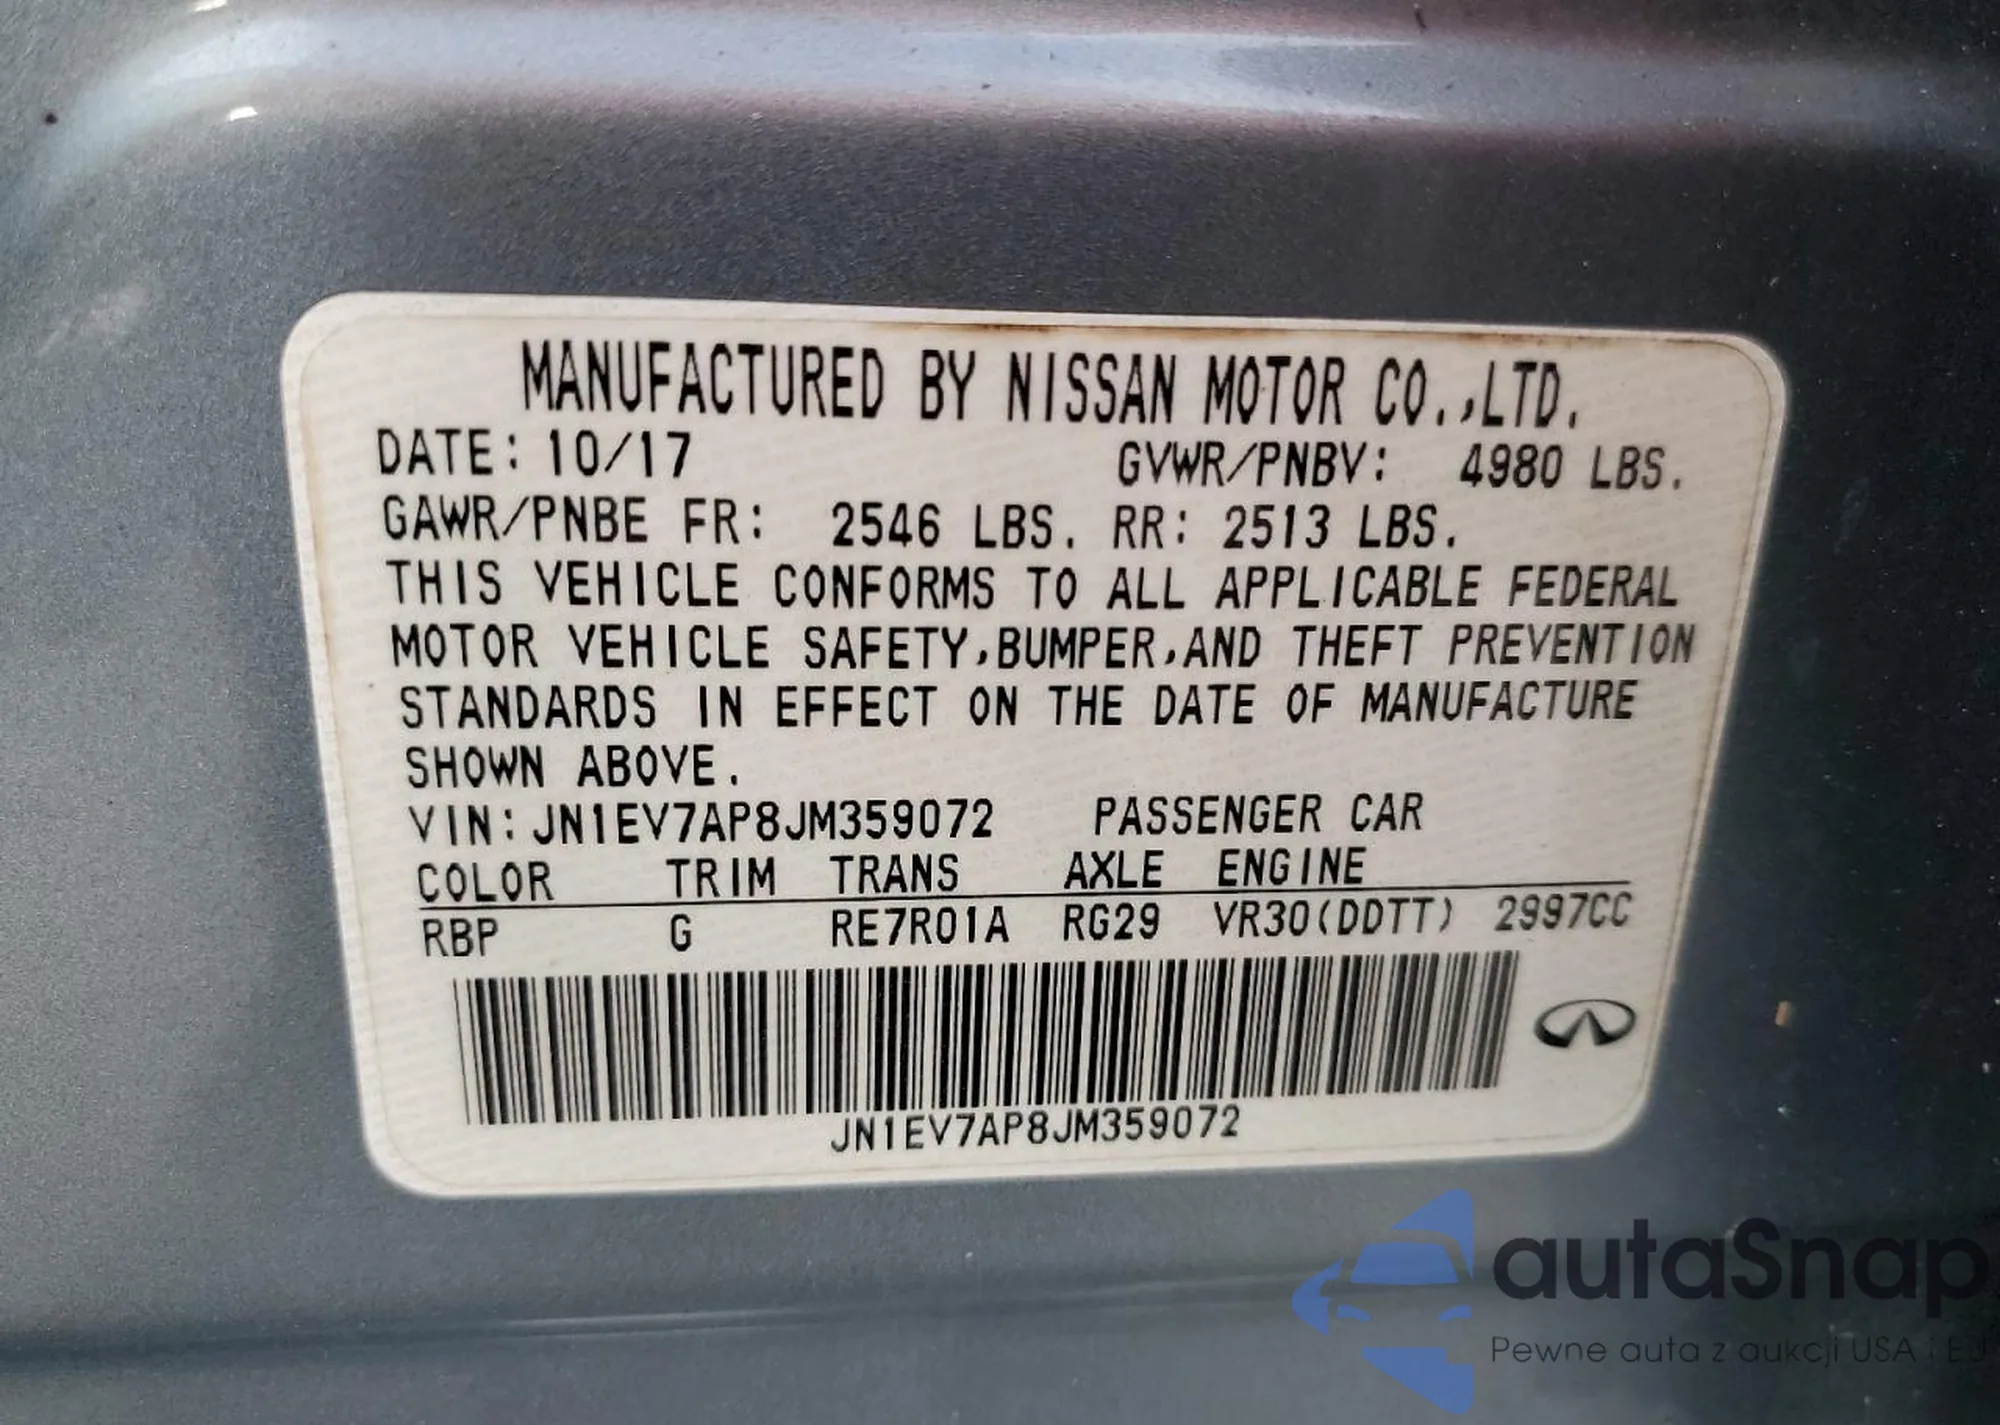 MANUFACTURED BY NISSAN MOTOR CO.,LTD.
DATE: 10/17 GVWR/PNBV: 4980 LBS.
GAWR/PNBE FR: 2546 LBS. RR: 2513 LBS.
THIS VEHICLE CONFORMS TO ALL APPLICABLE FEDERAL
MOTOR VEHICLE SAFETY,BUMPER,AND THEFT PREVENTION
STANDARDS IN EFFECT ON THE DATE OF MANUFACTURE
SHOWN ABOVE.
VIN: JN1EV7AP8JM359072 PASSENGER CAR
COLOR TRIM TRANS AXLE ENGINE
RBP G RE7R01A RG29 VR30(DDTT) 2997CC
JN1EV7AP8JM359072
autaSnap
Pewne auta z aukcji USA i EU